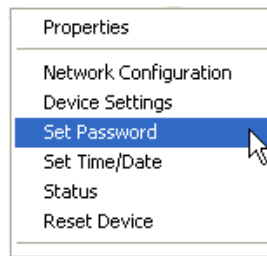 Properties
Network Configuration
Device Settings
Set Password
Set Time/Date
Status
Reset Device